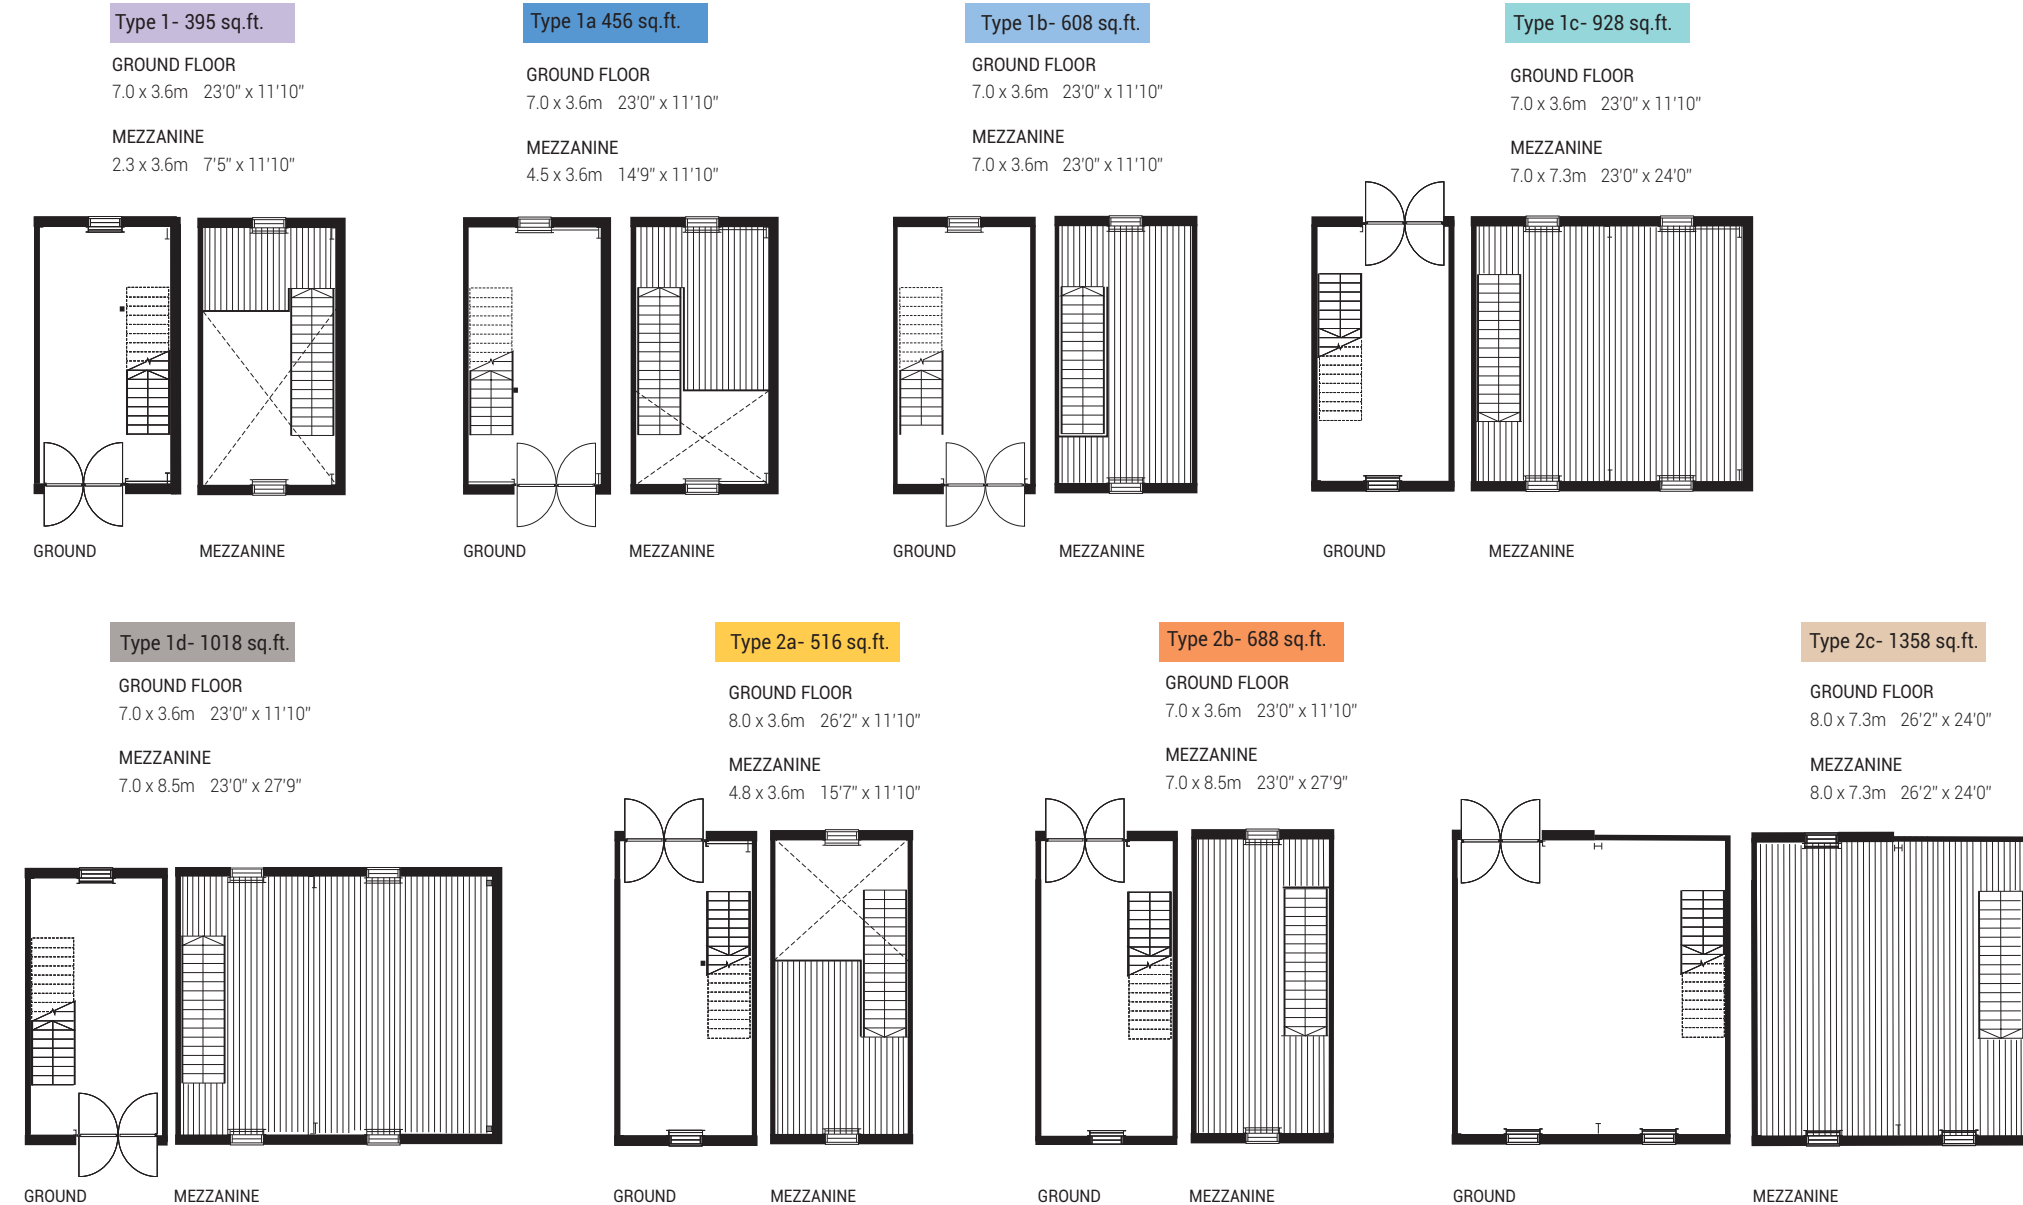 Type 1- 395 sq.ft.
GROUND FLOOR
7.0 x 3.6m 23'0" x 11'10"
MEZZANINE
2.3 x 3.6m 7'5" x 11'10"
GROUND
MEZZANINE
Type 1a 456 sq.ft.
GROUND FLOOR
7.0 x 3.6m 23'0" x 11'10"
MEZZANINE
4.5 x 3.6m 14'9" x 11'10"
GROUND
MEZZANINE
Type 1b- 608 sq.ft.
GROUND FLOOR
7.0 x 3.6m 23'0" x 11'10"
MEZZANINE
7.0 x 3.6m 23'0" x 11'10"
GROUND
MEZZANINE
Type 1c- 928 sq.ft.
GROUND FLOOR
7.0 x 3.6m 23'0" x 11'10"
MEZZANINE
7.0 x 7.3m 23'0" x 24'0"
GROUND
MEZZANINE
Type 1d- 1018 sq.ft.
GROUND FLOOR
7.0 x 3.6m 23'0" x 11'10"
MEZZANINE
7.0 x 8.5m 23'0" x 27'9"
GROUND
MEZZANINE
Type 2a- 516 sq.ft.
GROUND FLOOR
8.0 x 3.6m 26'2" x 11'10"
MEZZANINE
4.8 x 3.6m 15'7" x 11'10"
GROUND
MEZZANINE
Type 2b- 688 sq.ft.
GROUND FLOOR
7.0 x 3.6m 23'0" x 11'10"
MEZZANINE
7.0 x 8.5m 23'0" x 27'9"
GROUND
MEZZANINE
Type 2c- 1358 sq.ft.
GROUND FLOOR
8.0 x 7.3m 26'2" x 24'0"
MEZZANINE
8.0 x 7.3m 26'2" x 24'0"
GROUND
MEZZANINE